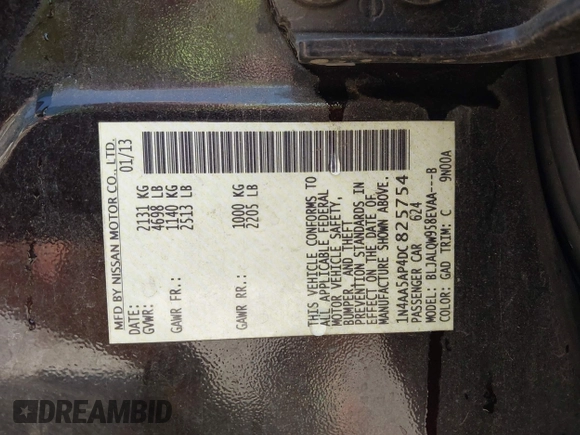 MFD BY NISSAN MOTOR CO., LTD.
DATE: 01/13
GVWR: 2131 KG
4698 LB
GAWR FR.: 1140 KG
2513 LB
GAWR RR.: 1000 KG
2205 LB
THIS VEHICLE CONFORMS TO
ALL APPLICABLE FEDERAL
MOTOR VEHICLE SAFETY,
BUMPER, AND THEFT
PREVENTION STANDARDS IN
EFFECT ON THE DATE OF
MANUFACTURE SHOWN ABOVE.
1N4AA5AP4DC825754
PASSENGER CAR 624
MODEL: BLJALQW958EVAA---B
COLOR: GAD TRIM: C 9N00A
DREAMBID